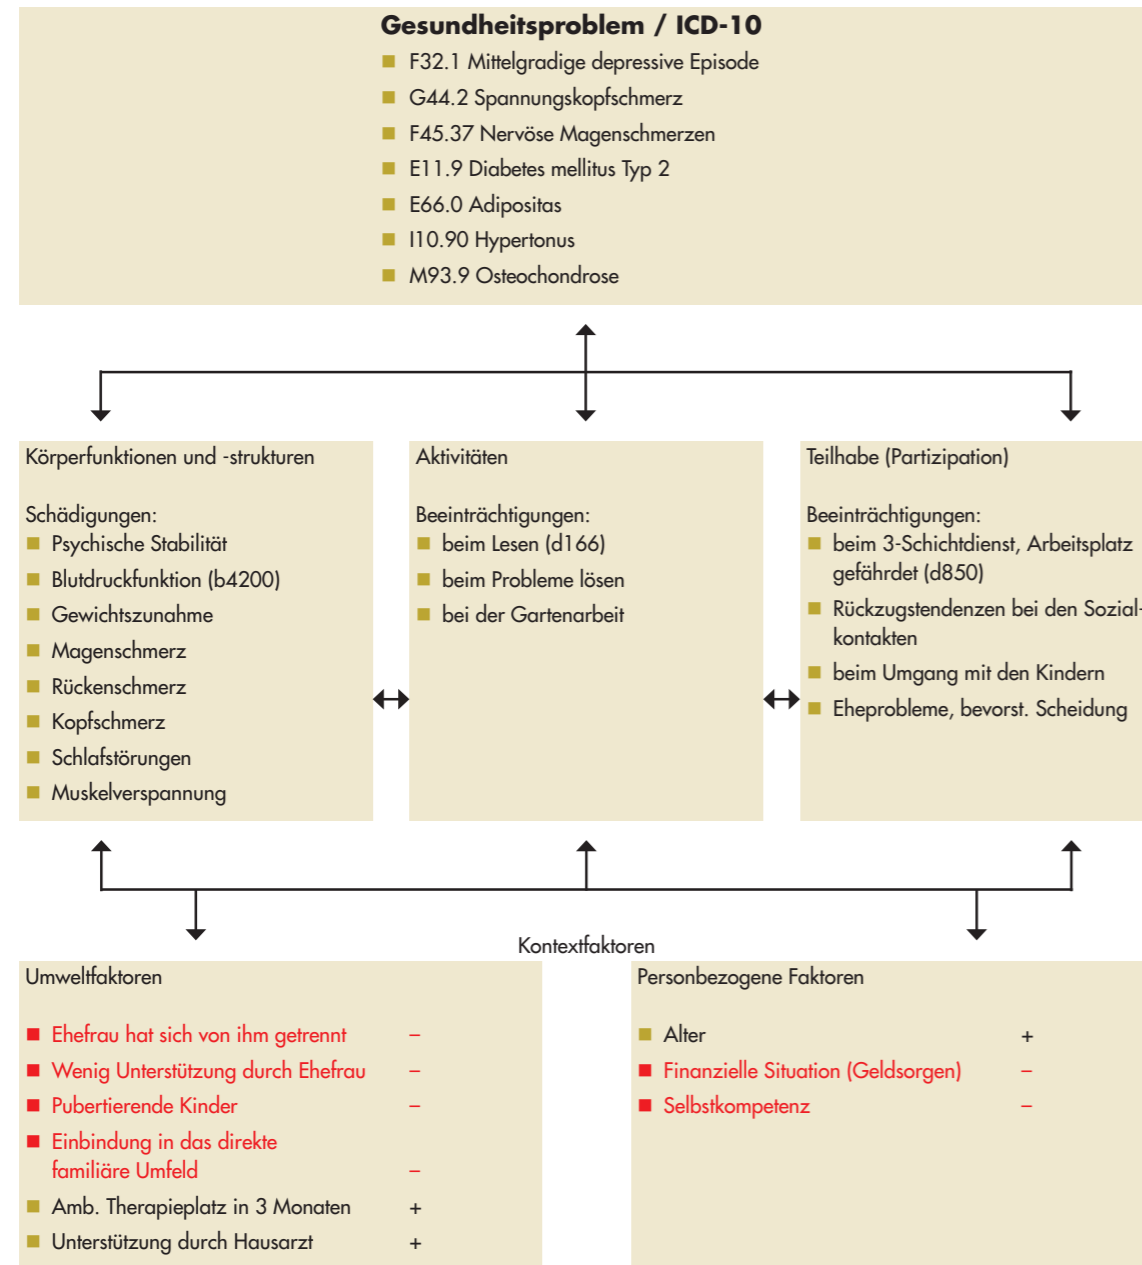 Gesundheitsproblem / ICD-10
F32.1 Mittelgradige depressive Episode
G44.2 Spannungskopfschmerz
F45.37 Nervöse Magenschmerzen
E11.9 Diabetes mellitus Typ 2
E66.0 Adipositas
I10.90 Hypertonus
M93.9 Osteochondrose
Körperfunktionen und -strukturen
Schädigungen:
Psychische Stabilität
Blutdruckfunktion (b4200)
Gewichtszunahme
Magenschmerz
Rückenschmerz
Kopfschmerz
Schlafstörungen
Muskelverspannung
Aktivitäten
Beeinträchtigungen:
beim Lesen (d166)
beim Probleme lösen
bei der Gartenarbeit
Teilhabe (Partizipation)
Beeinträchtigungen:
beim 3-Schichtdienst, Arbeitsplatz
gefährdet (d850)
Rückzugstendenzen bei den Sozial-
kontakten
beim Umgang mit den Kindern
Eheprobleme, bevorst. Scheidung
Kontextfaktoren
Umweltfaktoren
Ehefrau hat sich von ihm getrennt –
Wenig Unterstützung durch Ehefrau –
Pubertierende Kinder –
Einbindung in das direkte
familiäre Umfeld –
Amb. Therapieplatz in 3 Monaten +
Unterstützung durch Hausarzt +
Personbezogene Faktoren
Alter +
Finanzielle Situation (Geldsorgen) –
Selbstkompetenz –